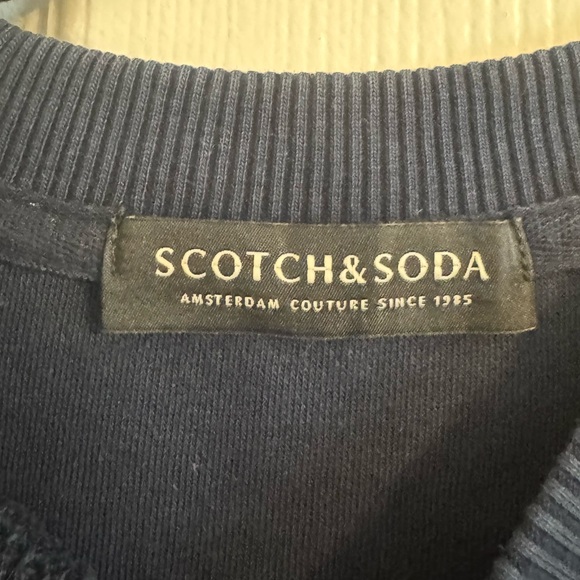 SCOTCH&SODA
AMSTERDAM COUTURE SINCE 1985